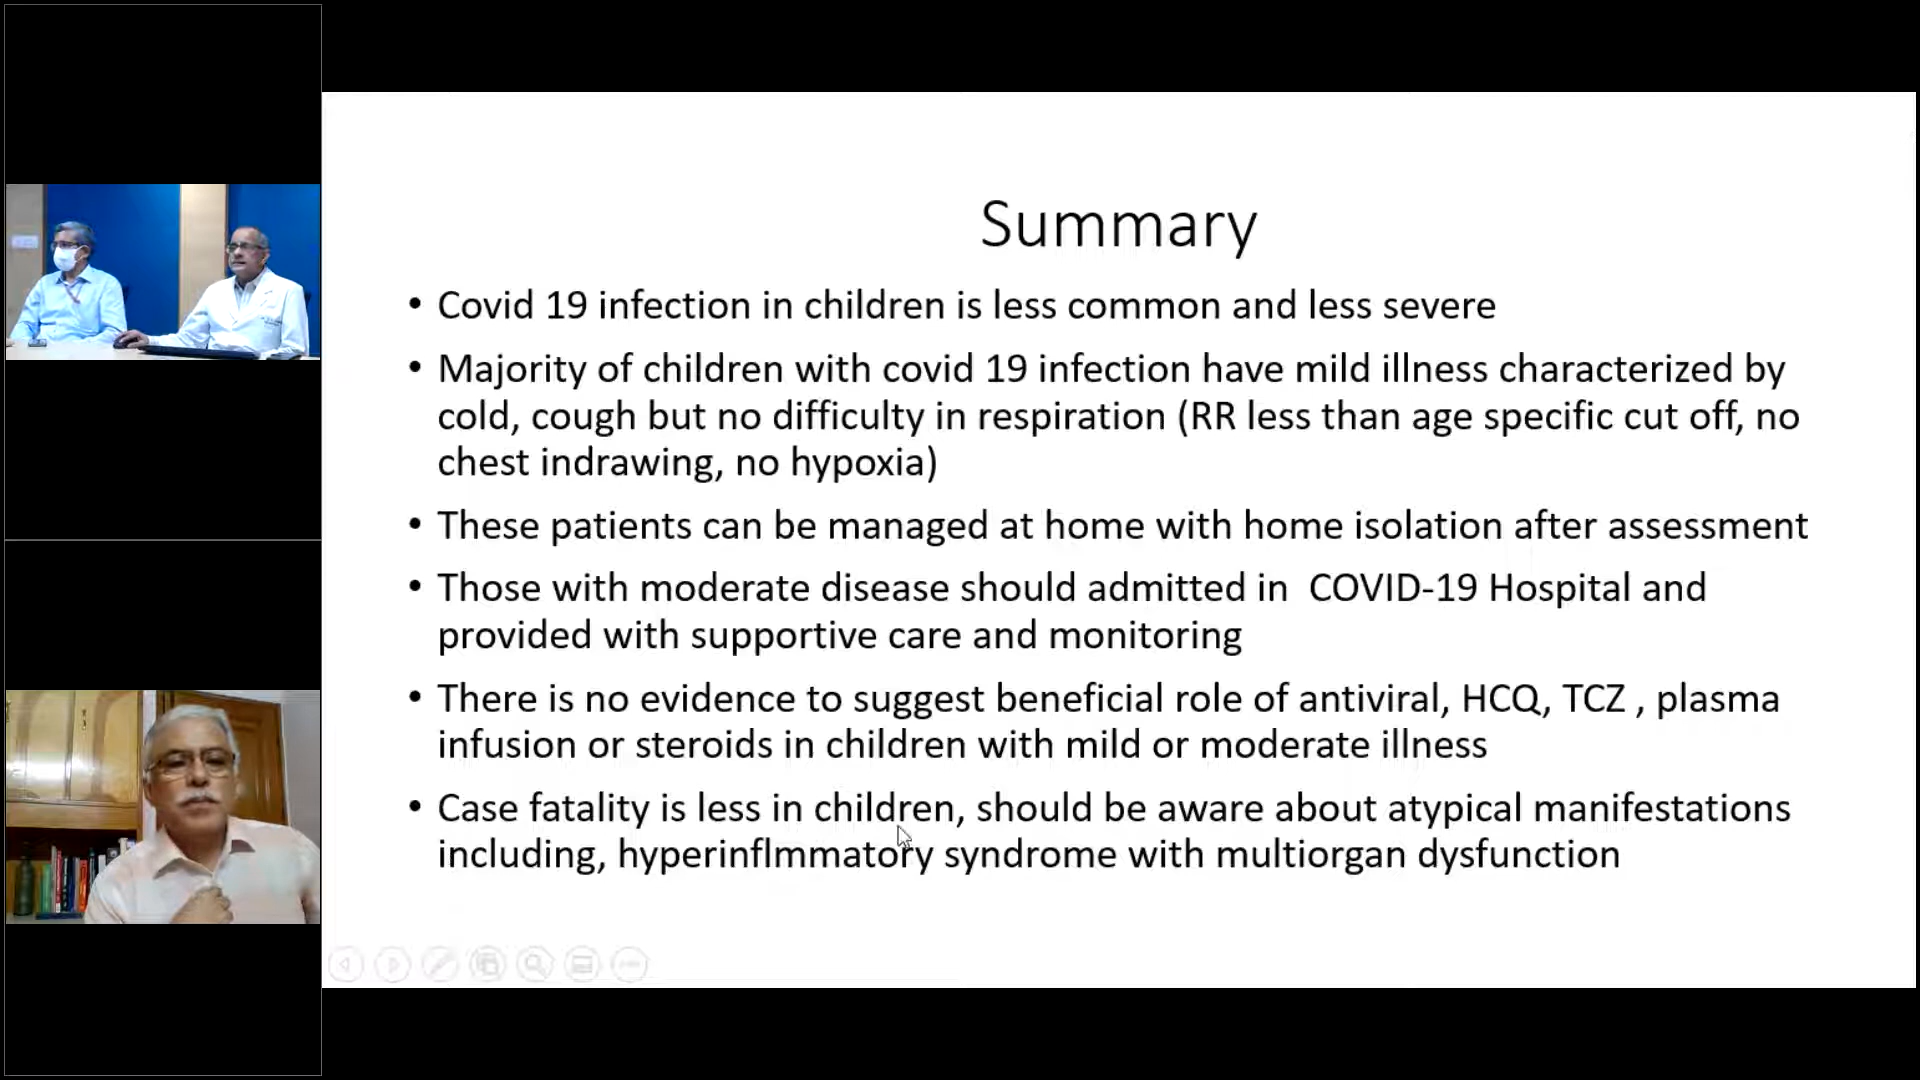 Summary
• Covid 19 infection in children is less common and less severe
• Majority of children with covid 19 infection have mild illness characterized by
cold, cough but no difficulty in respiration (RR less than age specific cut off, no
chest indrawing, no hypoxia)
• These patients can be managed at home with home isolation after assessment
• Those with moderate disease should admitted in  COVID-19 Hospital and
provided with supportive care and monitoring
• There is no evidence to suggest beneficial role of antiviral, HCQ, TCZ , plasma
infusion or steroids in children with mild or moderate illness
• Case fatality is less in children, should be aware about atypical manifestations
including, hyperinflmmatory syndrome with multiorgan dysfunction